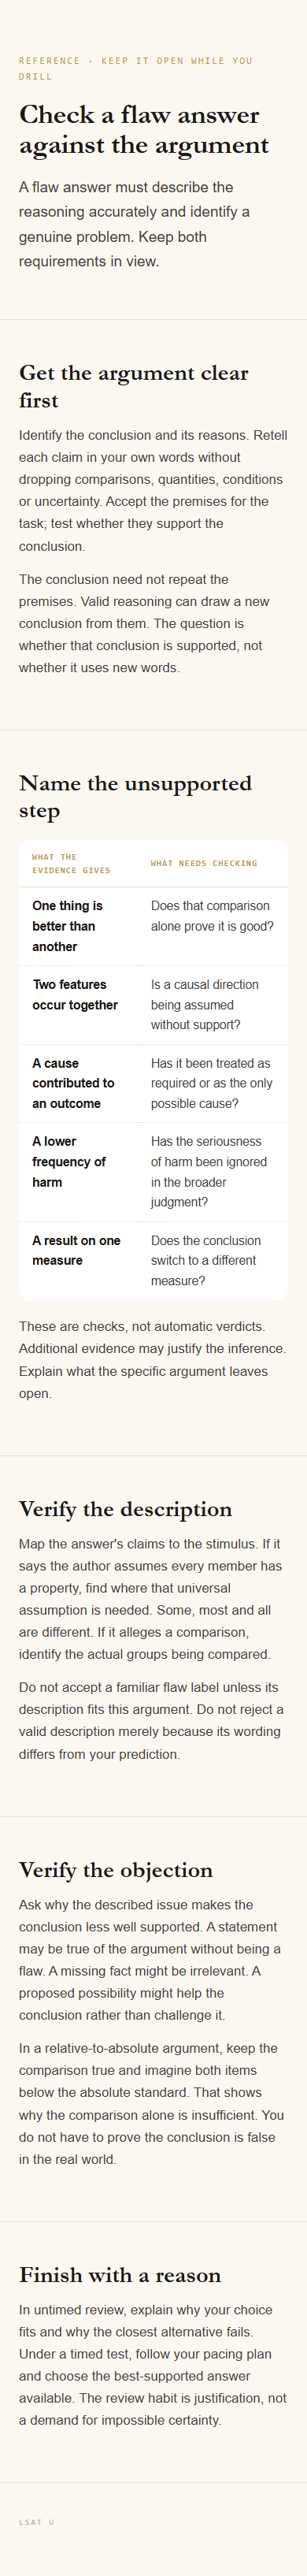 REFERENCE · KEEP IT OPEN WHILE YOU
DRILL
Check a flaw answer
against the argument
A flaw answer must describe the
reasoning accurately and identify a
genuine problem. Keep both
requirements in view.
Get the argument clear
first
Identify the conclusion and its reasons. Retell
each claim in your own words without
dropping comparisons, quantities, conditions
or uncertainty. Accept the premises for the
task; test whether they support the
conclusion.
The conclusion need not repeat the
premises. Valid reasoning can draw a new
conclusion from them. The question is
whether that conclusion is supported, not
whether it uses new words.
Name the unsupported
step
WHAT THE
EVIDENCE GIVES
WHAT NEEDS CHECKING
One thing is
better than
another
Does that comparison
alone prove it is good?
Two features
occur together
Is a causal direction
being assumed
without support?
A cause
contributed to
an outcome
Has it been treated as
required or as the only
possible cause?
A lower
frequency of
harm
Has the seriousness
of harm been ignored
in the broader
judgment?
A result on one
measure
Does the conclusion
switch to a different
measure?
These are checks, not automatic verdicts.
Additional evidence may justify the inference.
Explain what the specific argument leaves
open.
Verify the description
Map the answer's claims to the stimulus. If it
says the author assumes every member has
a property, find where that universal
assumption is needed. Some, most and all
are different. If it alleges a comparison,
identify the actual groups being compared.
Do not accept a familiar flaw label unless its
description fits this argument. Do not reject a
valid description merely because its wording
differs from your prediction.
Verify the objection
Ask why the described issue makes the
conclusion less well supported. A statement
may be true of the argument without being a
flaw. A missing fact might be irrelevant. A
proposed possibility might help the
conclusion rather than challenge it.
In a relative-to-absolute argument, keep the
comparison true and imagine both items
below the absolute standard. That shows
why the comparison alone is insufficient. You
do not have to prove the conclusion is false
in the real world.
Finish with a reason
In untimed review, explain why your choice
fits and why the closest alternative fails.
Under a timed test, follow your pacing plan
and choose the best-supported answer
available. The review habit is justification, not
a demand for impossible certainty.
LSAT U